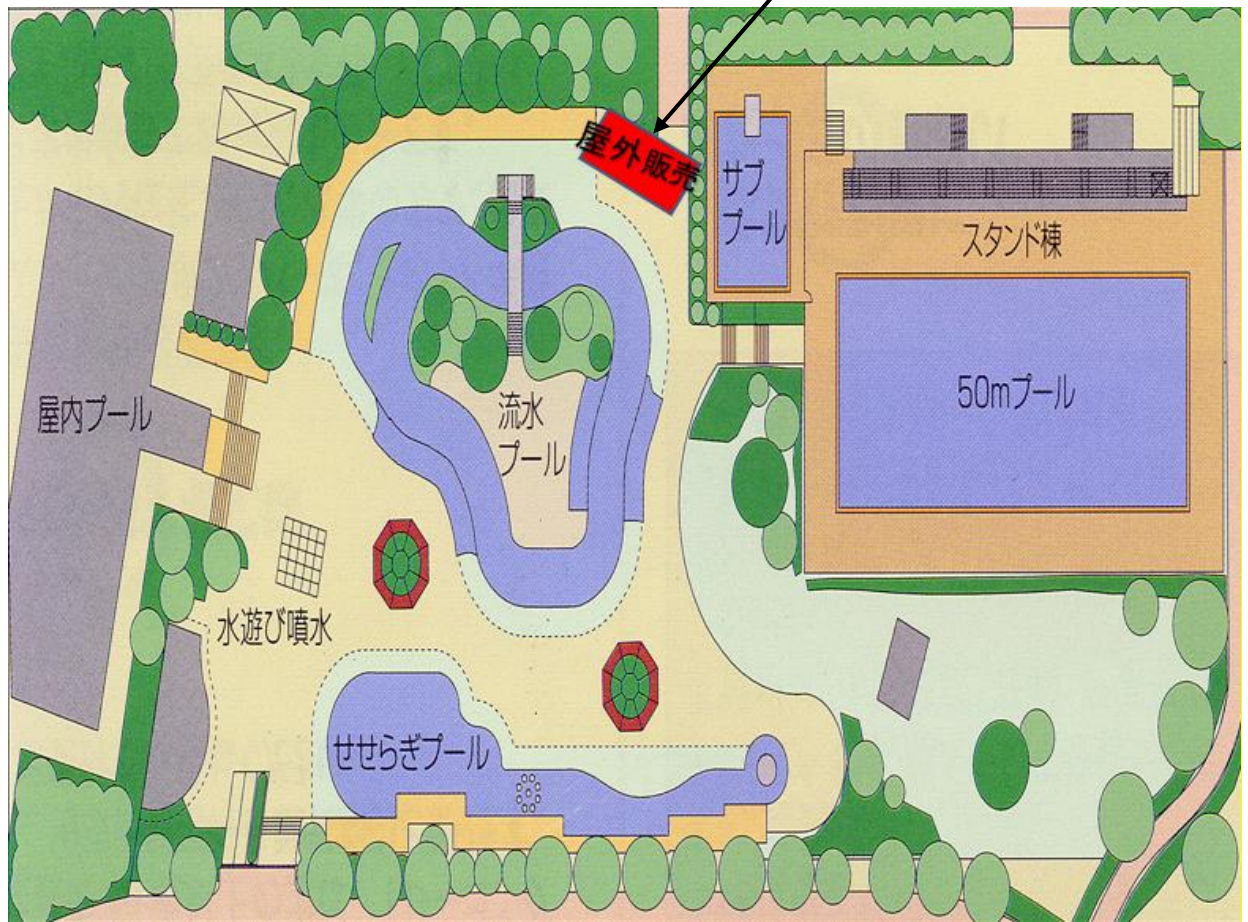 屋外販売
サブ
プール
スタンド棟
50mプール
屋内プール
流水
プール
水遊び噴水
せせらぎプール